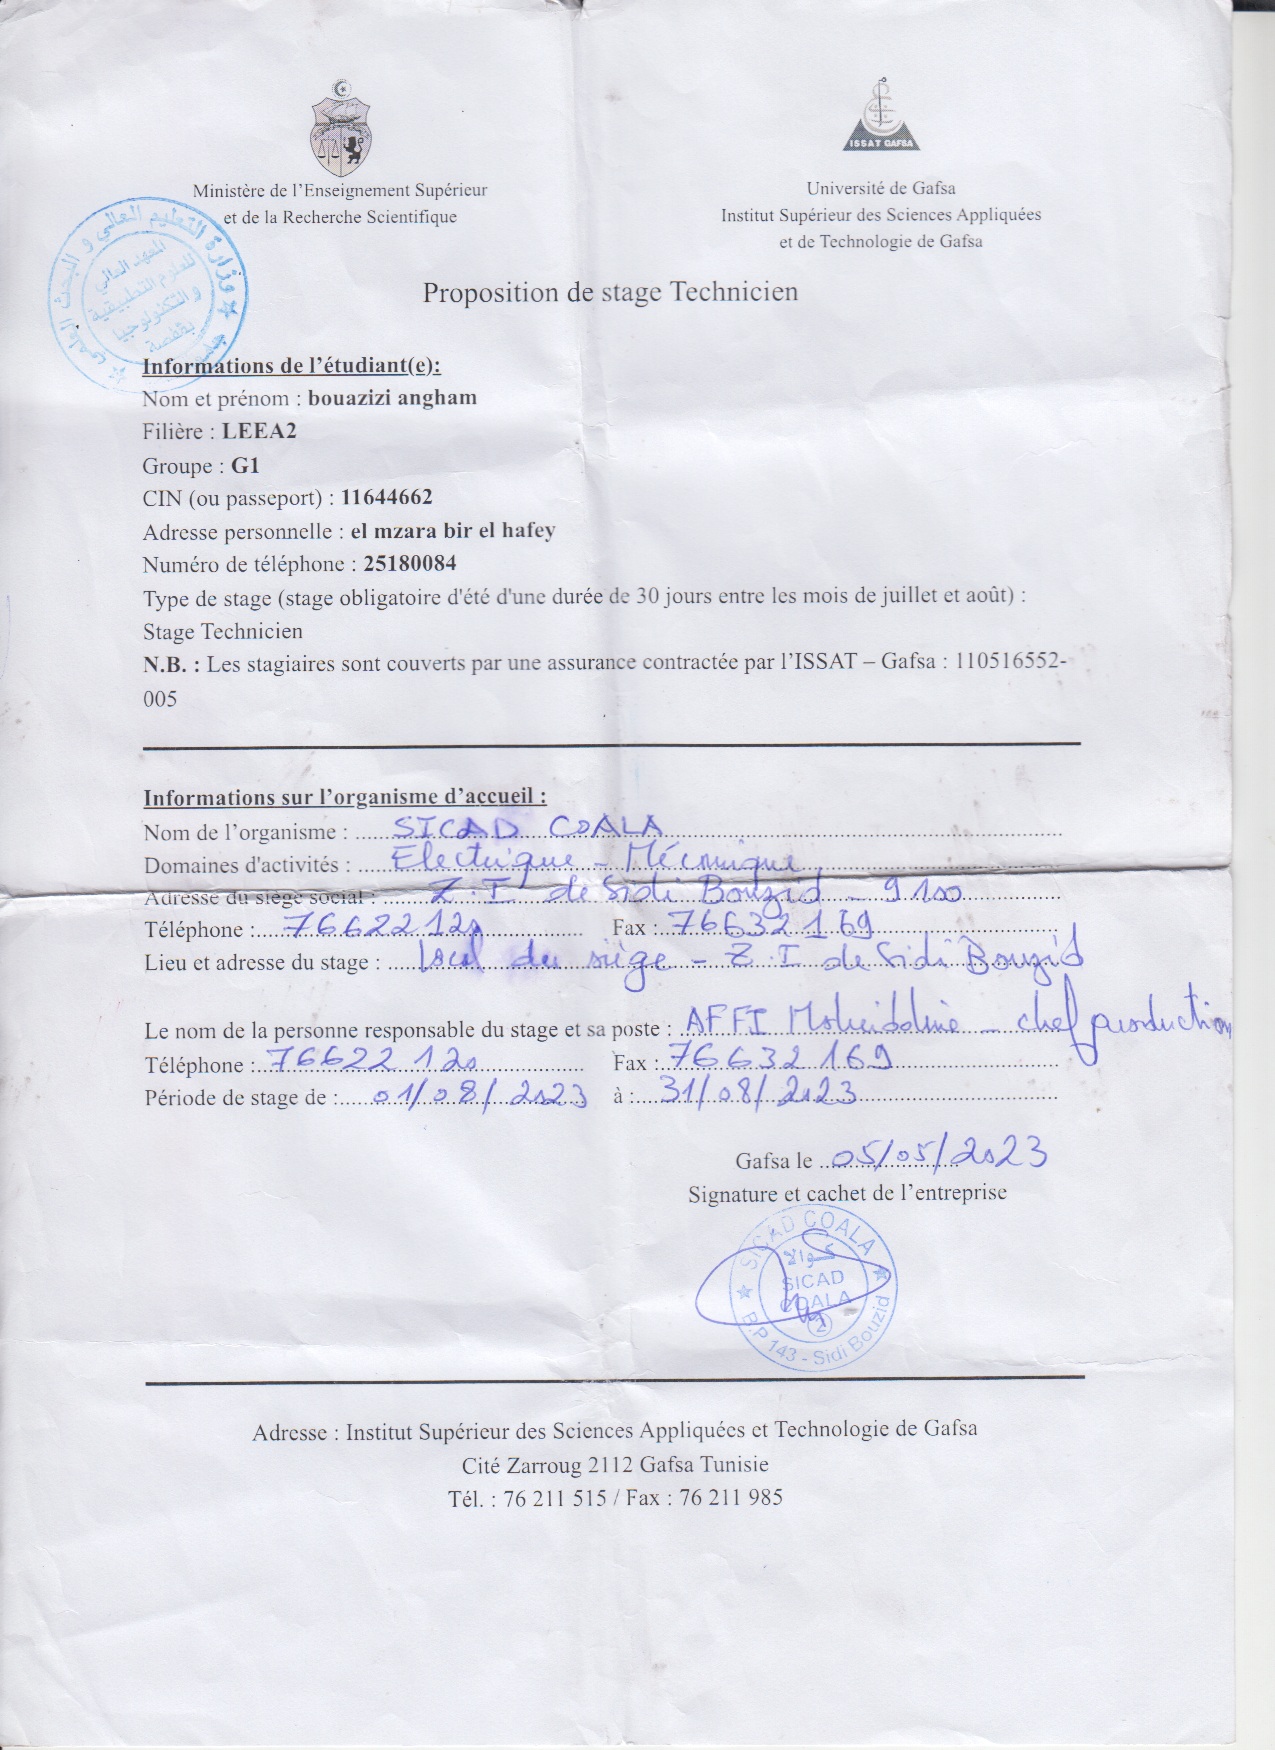 ISSAT GAFSA
Ministère de l'Enseignement Supérieur
et de la Recherche Scientifique
Université de Gafsa
Institut Supérieur des Sciences Appliquées
et de Technologie de Gafsa
وزارة التعليم العالي و البحث العلمي
المعهد العالي
للعلوم التطبيقية
و التكنولوجيا
بقفصة
Proposition de stage Technicien
Informations de l'étudiant(e):
Nom et prénom : bouazizi angham
Filière : LEEA2
Groupe : G1
CIN (ou passeport) : 11644662
Adresse personnelle : el mzara bir el hafey
Numéro de téléphone : 25180084
Type de stage (stage obligatoire d'été d'une durée de 30 jours entre les mois de juillet et août) :
Stage Technicien
N.B. : Les stagiaires sont couverts par une assurance contractée par l'ISSAT – Gafsa : 110516552-
005
Informations sur l'organisme d'accueil :
Nom de l'organisme : SICAD COALA
Domaines d'activités : Electrique - Mécanique
Adresse du siège social : Z.I de Sidi Bouzid - 9100
Téléphone : 76622120 Fax : 76632169
Lieu et adresse du stage : local du siège - Z.I de Sidi Bouzid
Le nom de la personne responsable du stage et sa poste : AFFI - chef production
Téléphone : 76622 120 Fax : 76632 169
Période de stage de : 01/08/2023 à : 31/08/2023
Gafsa le 05/05/2023
Signature et cachet de l'entreprise
SICAD COALA
كوالا
SICAD
COALA
2
B.P 143 - Sidi Bouzid
Adresse : Institut Supérieur des Sciences Appliquées et Technologie de Gafsa
Cité Zarroug 2112 Gafsa Tunisie
Tél. : 76 211 515 / Fax : 76 211 985